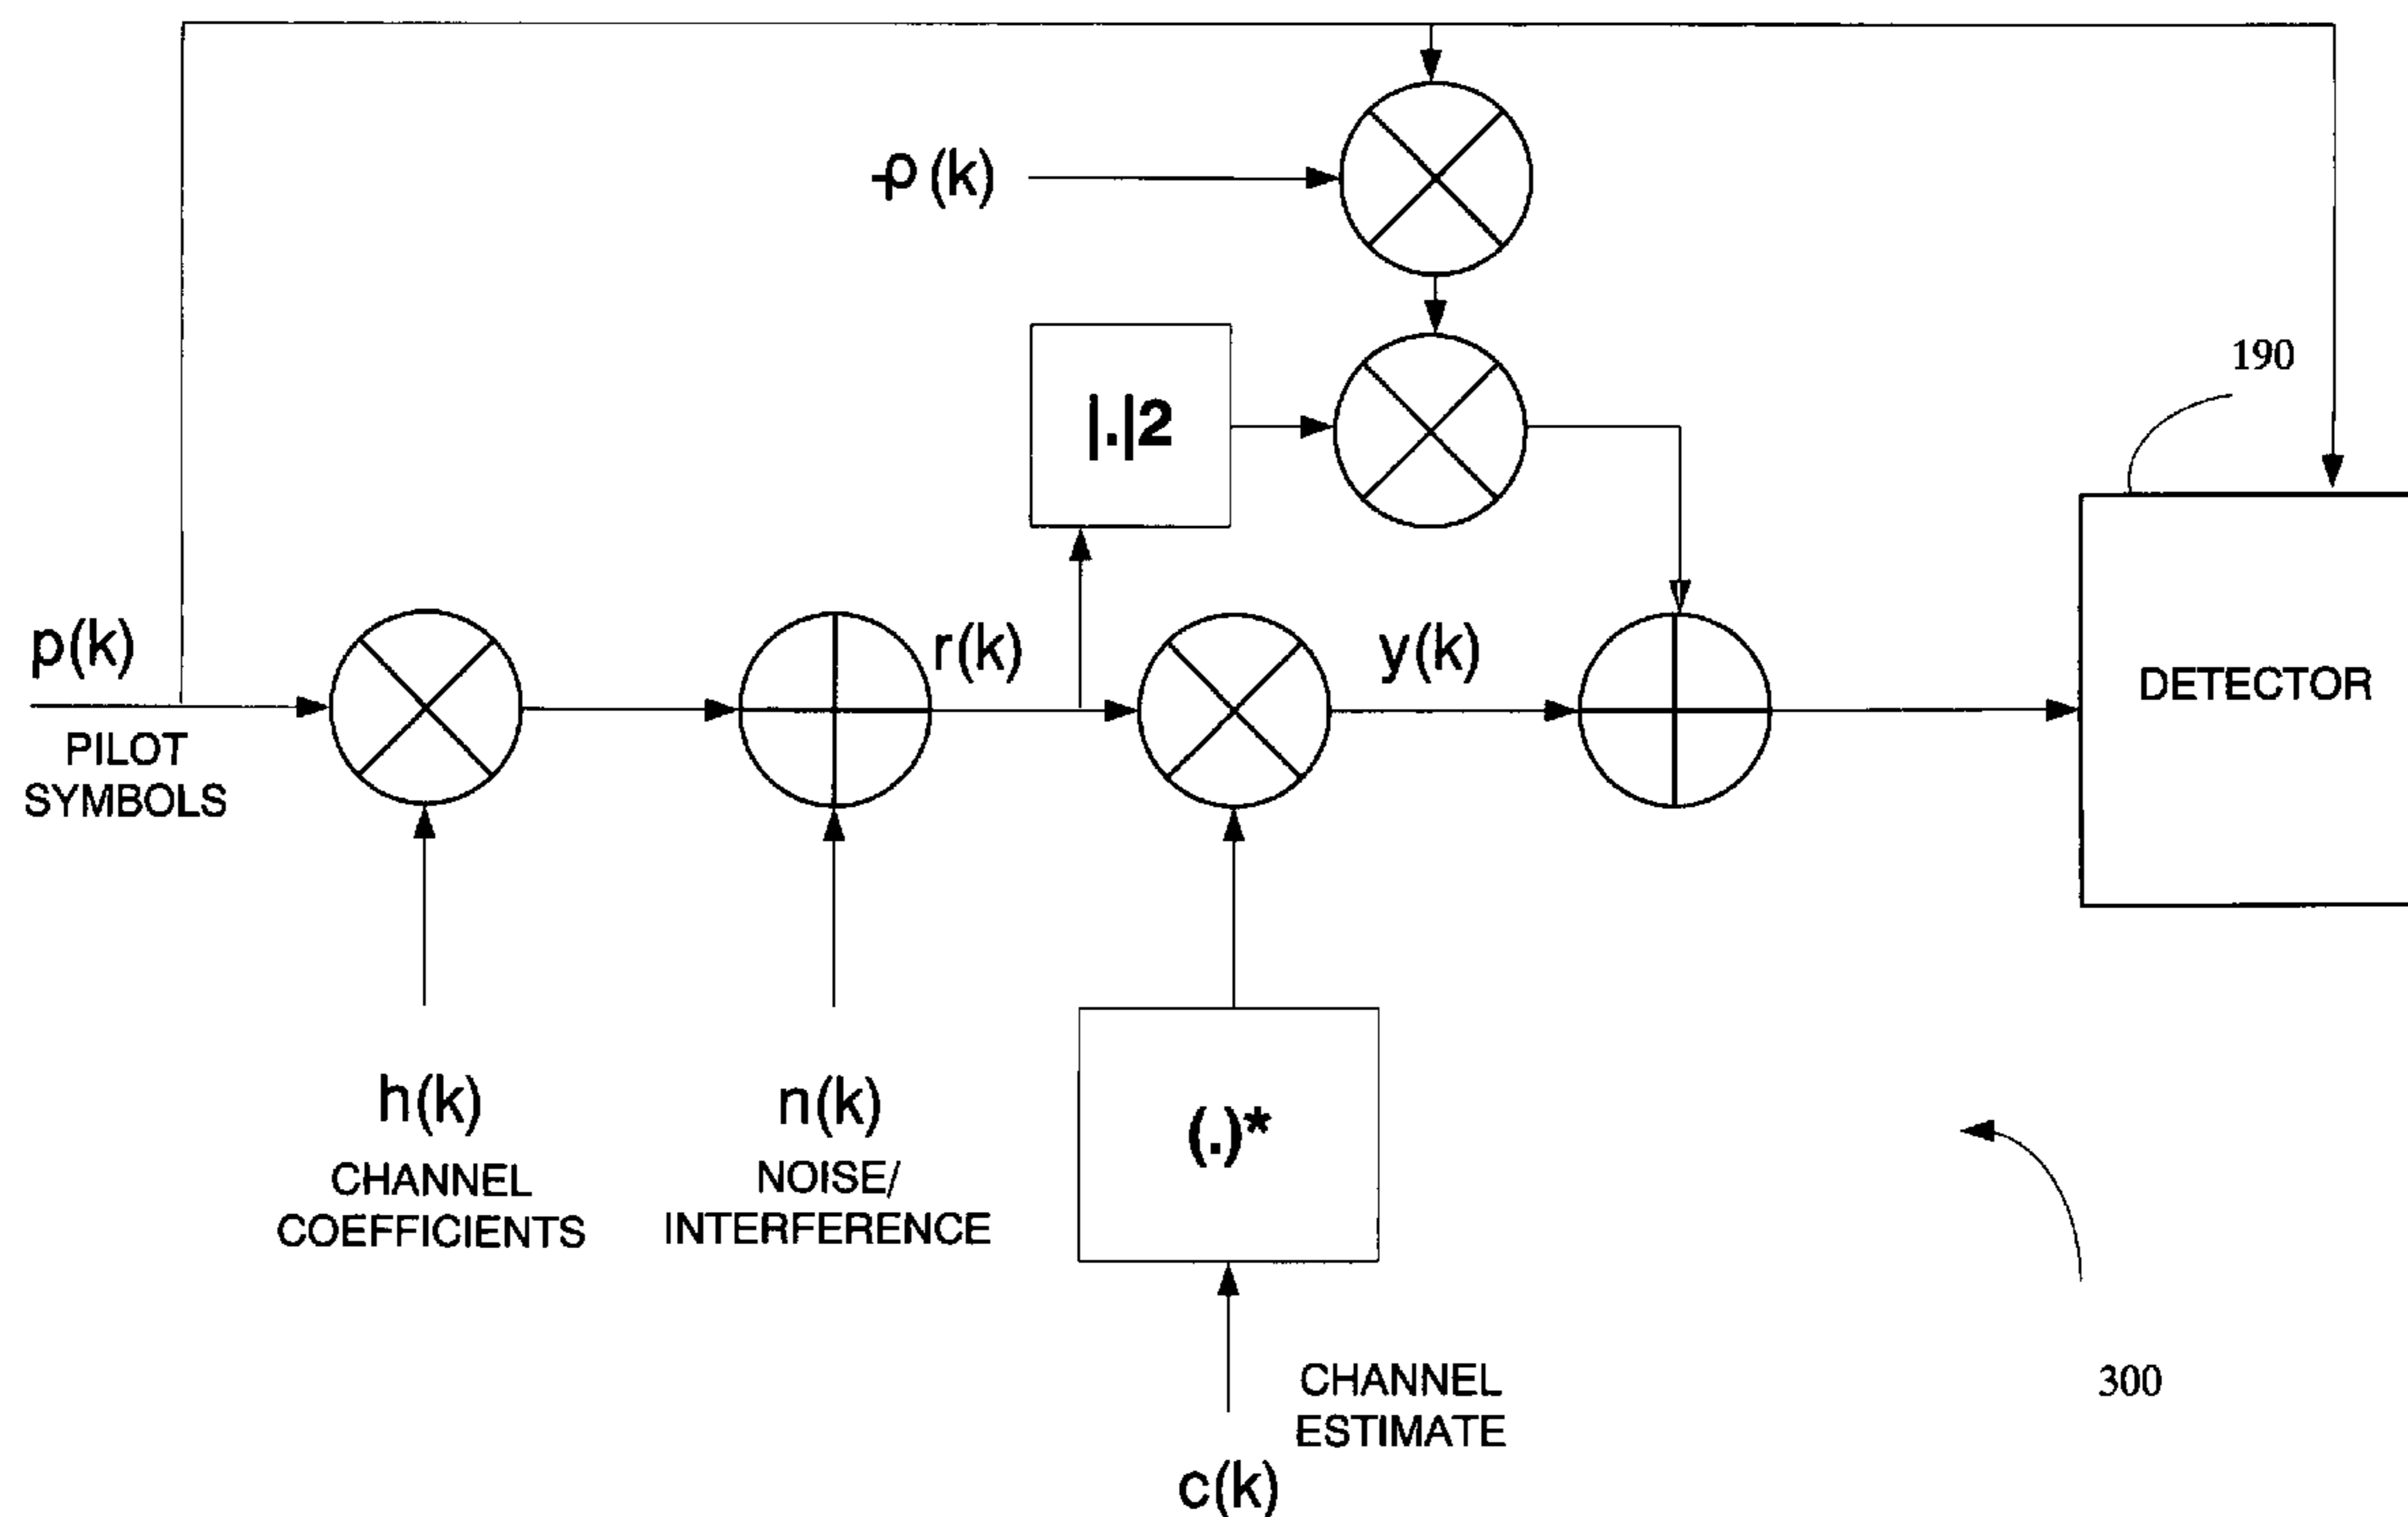 -ρ (k)
190
|.|2
p(k)
r(k)
y(k)
DETECTOR
PILOT
SYMBOLS
h(k)
CHANNEL
COEFFICIENTS
n(k)
NOISE/
INTERFERENCE
(.)*
300
CHANNEL
ESTIMATE
c(k)